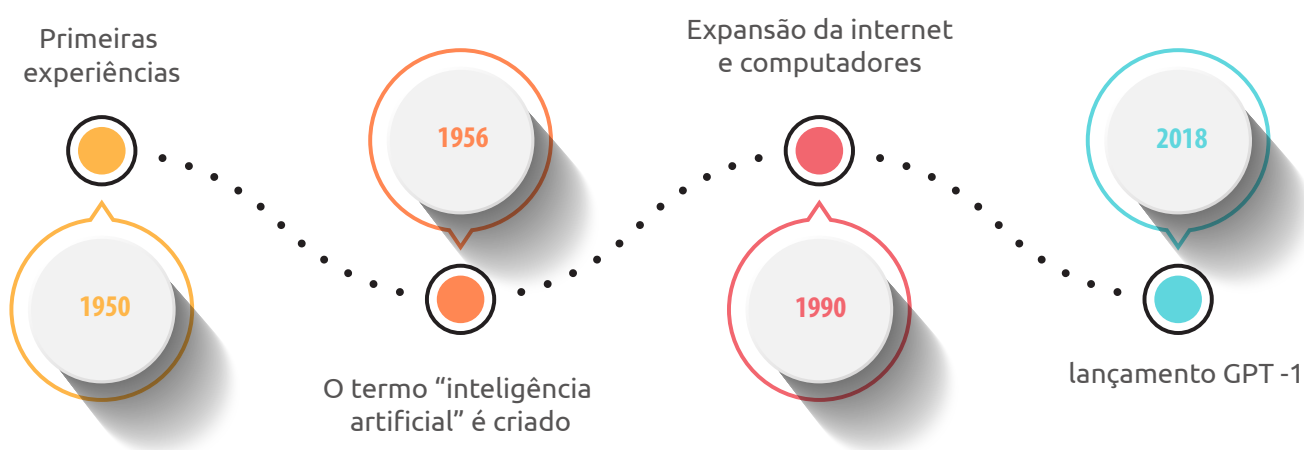 Primeiras
experiências
1950
1956
O termo “inteligência
artificial” é criado
Expansão da internet
e computadores
1990
2018
lançamento GPT -1